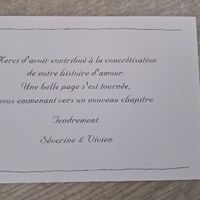 Merci d'avoir contribué à la concrétisation
de notre histoire d'amour.
Une belle page s'est tournée,
nous emmenant vers un nouveau chapitre.
Tendrement.
Séverine & Vivien